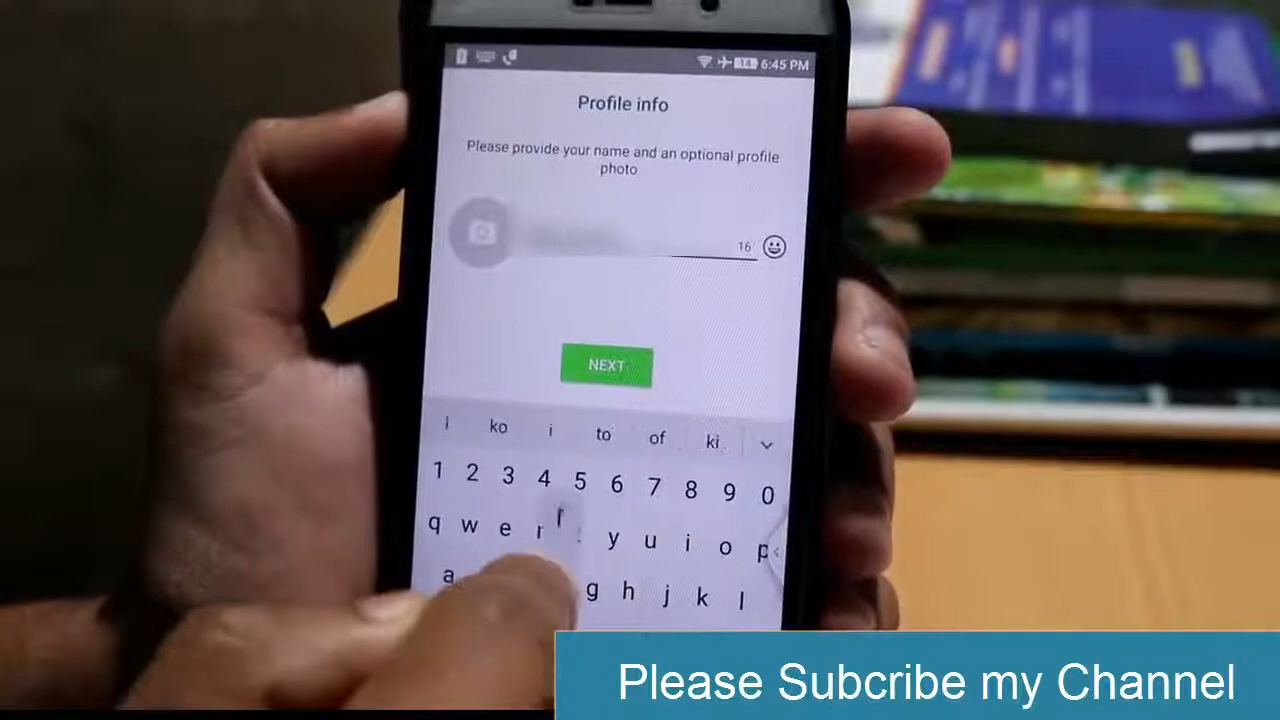 14 6:45 PM
Profile info
Please provide your name and an optional profile
photo
16
NEXT
ko i to of ki
1 2 3 4 5 6 7 8 9 0
q w e r y u i o p
a g h j k l
Please Subcribe my Channel